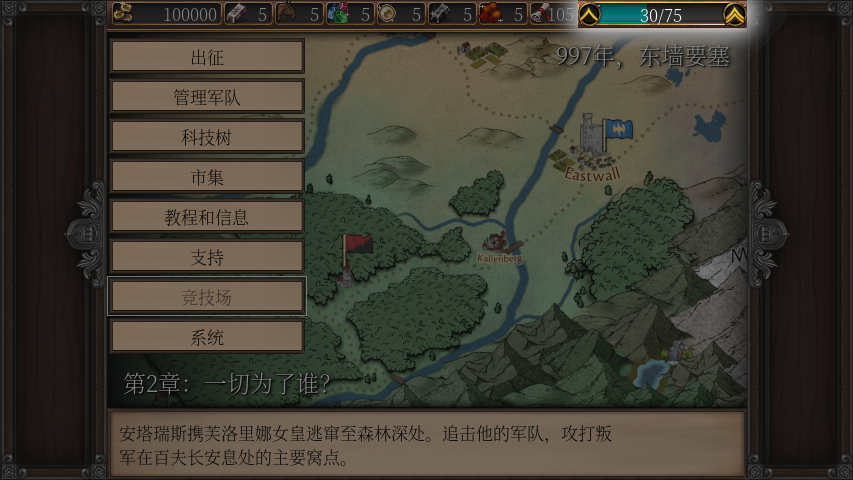 100000 5 5 5 5 5 5 105 30/75
997年，东墙要塞
出征
管理军队
科技树
市集
教程和信息
支持
竞技场
系统
Eastwall
Kallenberg
第2章：一切为了谁？
安塔瑞斯携芙洛里娜女皇逃窜至森林深处。追击他的军队，攻打叛
军在百夫长安息处的主要窝点。